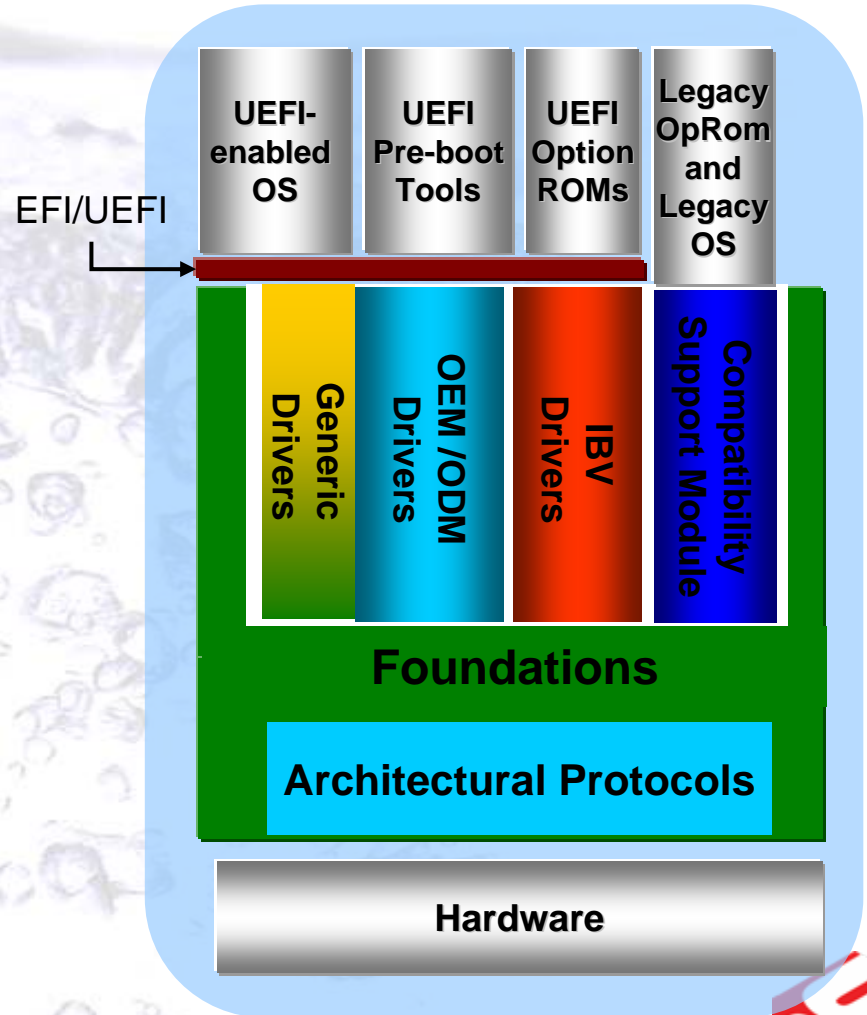 UEFI-
enabled
OS
UEFI
Pre-boot
Tools
UEFI
Option
ROMs
Legacy
OpRom
and
Legacy
OS
EFI/UEFI
Generic
Drivers
OEM /ODM
Drivers
IBV
Drivers
Compatibility
Support Module
Foundations
Architectural Protocols
Hardware